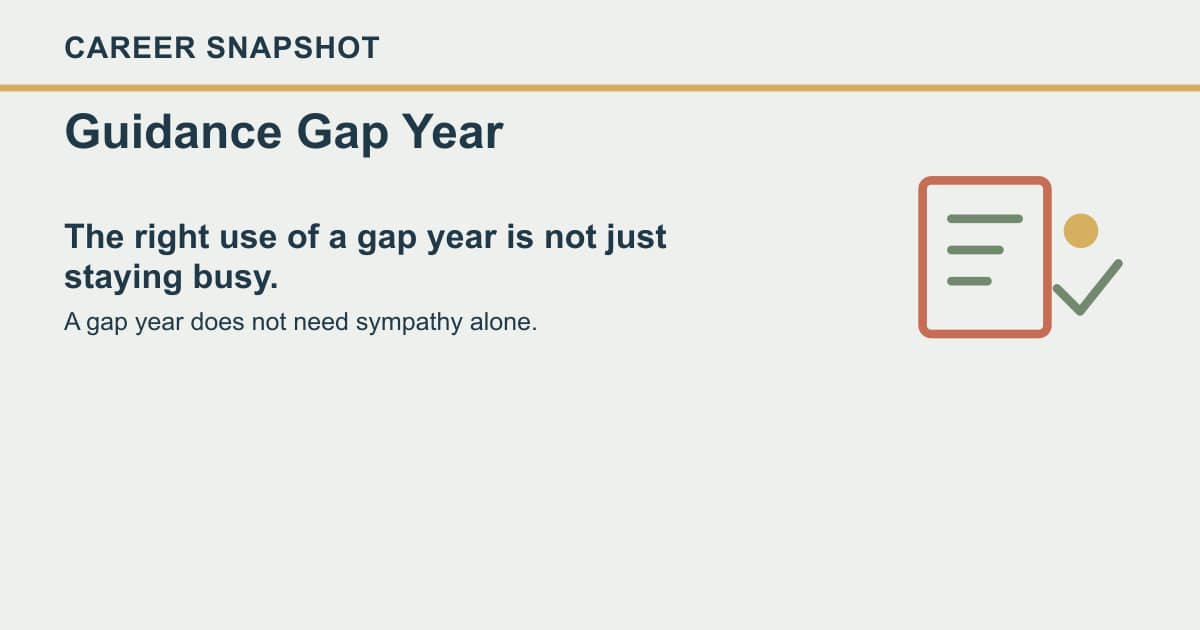 CAREER SNAPSHOT
Guidance Gap Year
The right use of a gap year is not just
staying busy.
A gap year does not need sympathy alone.